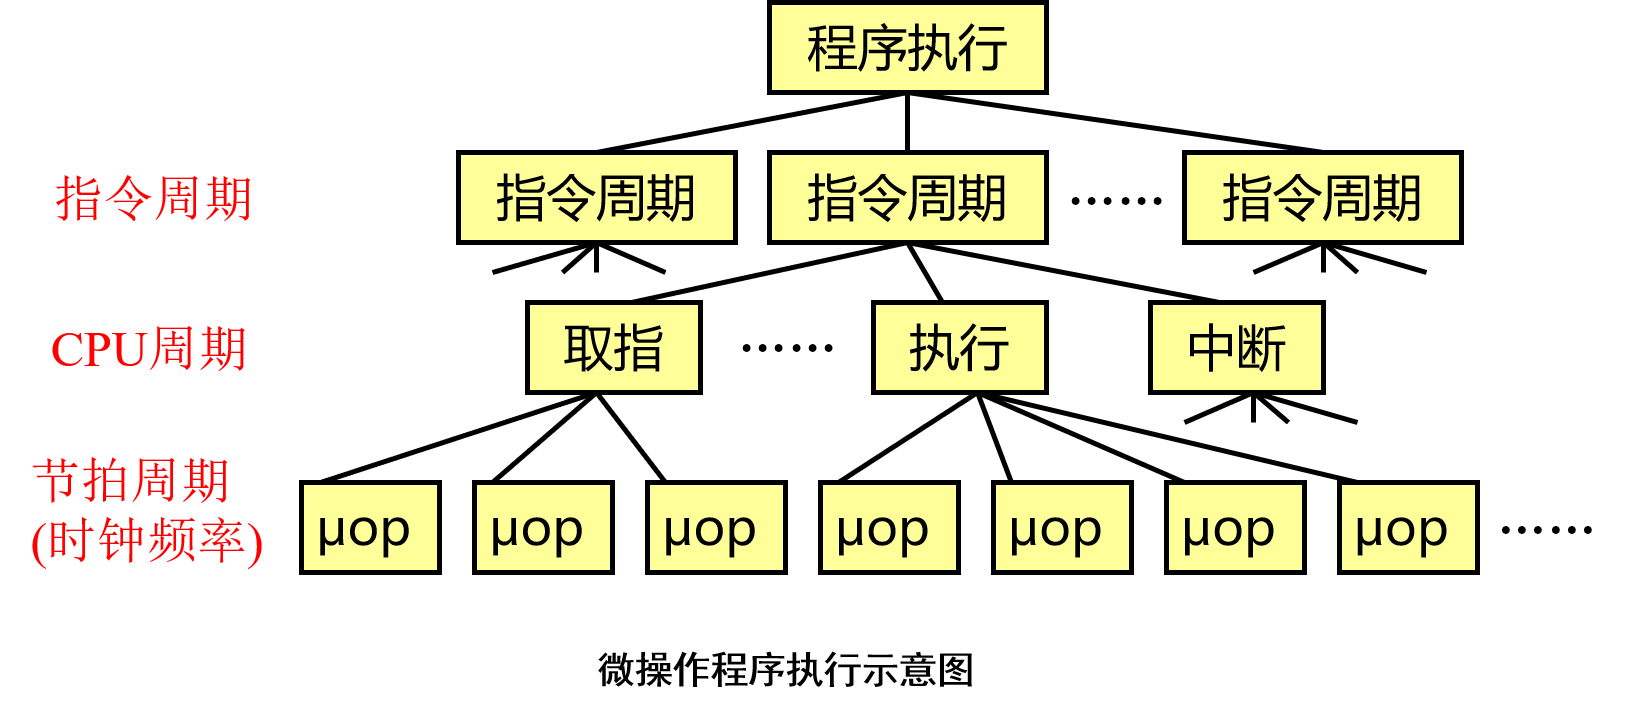 程序执行
指令周期 指令周期 指令周期 …… 指令周期
CPU周期 取指 …… 执行 中断
节拍周期
(时钟频率) μop μop μop μop μop μop μop ……
微操作程序执行示意图